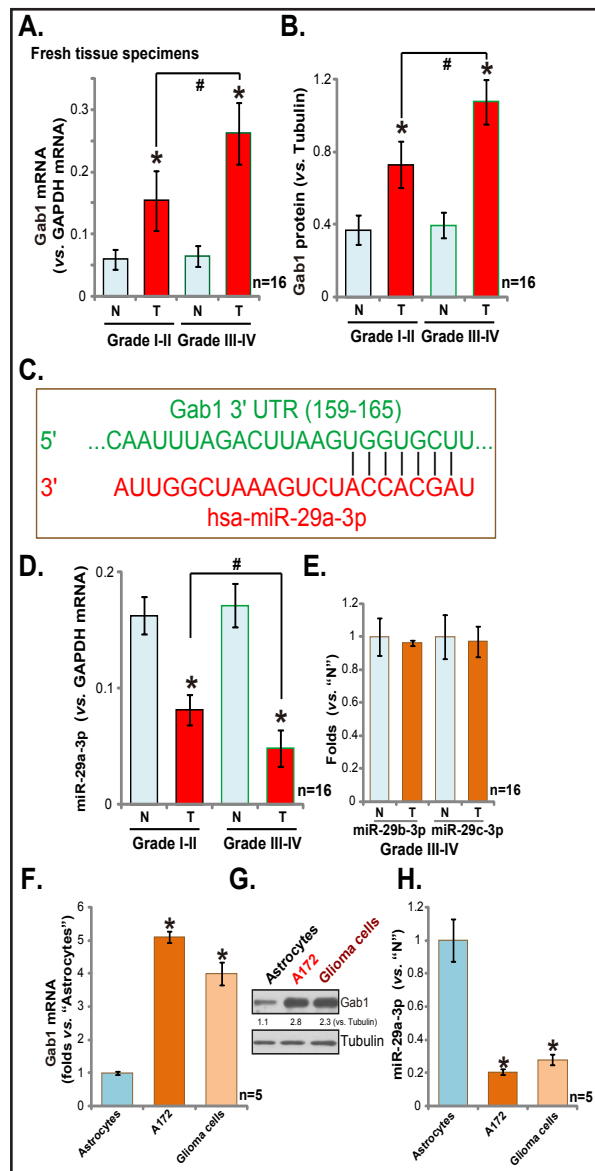 A.
Fresh tissue specimens
Gab1 mRNA
(vs. GAPDH mRNA)
0.3
0.2
0.1
0
*
#
*
n=16
N T N T
Grade I-II Grade III-IV
B.
Gab1 protein (vs. Tubulin)
1.2
0.8
0.4
0
*
#
*
n=16
N T N T
Grade I-II Grade III-IV
C.
Gab1 3' UTR (159-165)
5' ...CAAUUUAGACUUAAGUGGUGCUU...
3' AUUGGCUAAAGUCUACCACGAU
hsa-miR-29a-3p
D.
miR-29a-3p (vs. GAPDH mRNA)
0.2
0.1
0
#
*
*
n=16
N T N T
Grade I-II Grade III-IV
E.
Folds (vs. "N")
1.2
1
0.8
0.6
0.4
0.2
0
n=16
N T N T
miR-29b-3p miR-29c-3p
Grade III-IV
F.
Gab1 mRNA
(folds vs. "Astrocytes")
6
5
4
3
2
1
0
*
*
n=5
Astrocytes A172 Glioma cells
G.
Astrocytes A172 Glioma cells
Gab1
1.1 2.8 2.3 (vs. Tubulin)
Tubulin
H.
miR-29a-3p (vs. "N")
1.2
1
0.8
0.6
0.4
0.2
0
*
*
n=5
Astrocytes A172 Glioma cells